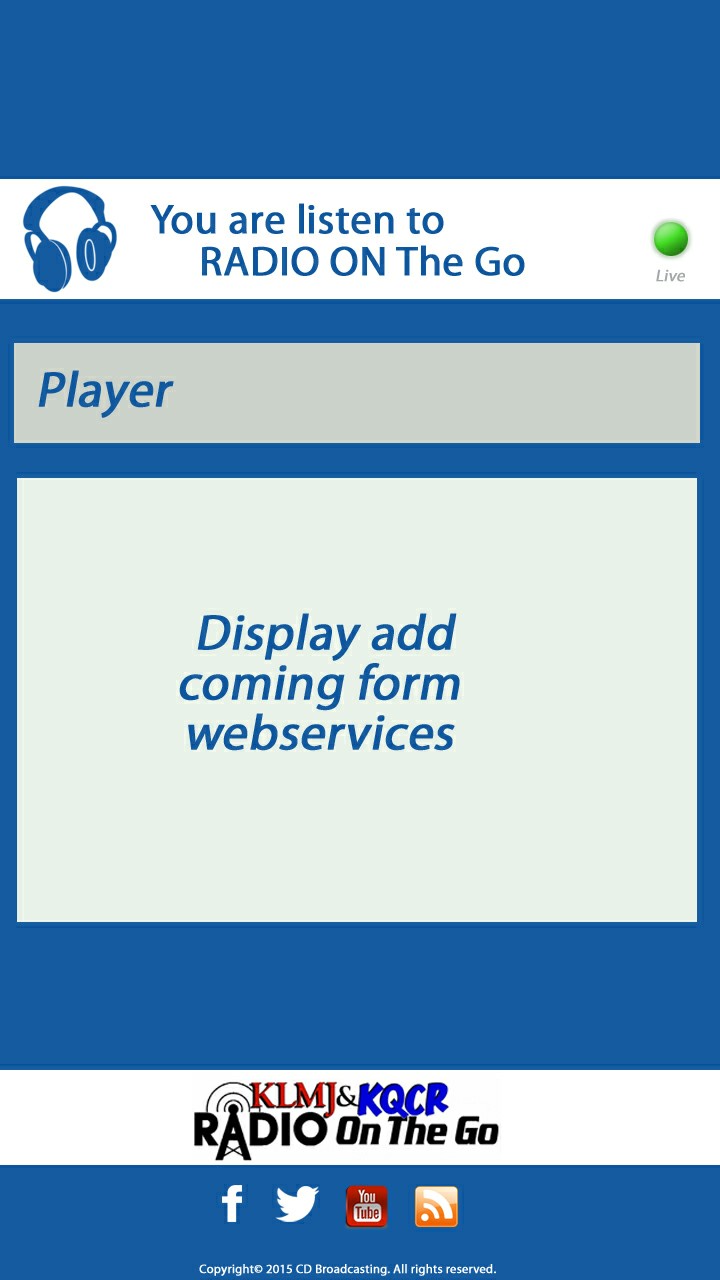 You are listen to
RADIO ON The Go
Live
Player
Display add
coming form
webservices
KLMJ&KQCR
RADIO On The Go
f
You
Tube
Copyright© 2015 CD Broadcasting. All rights reserved.